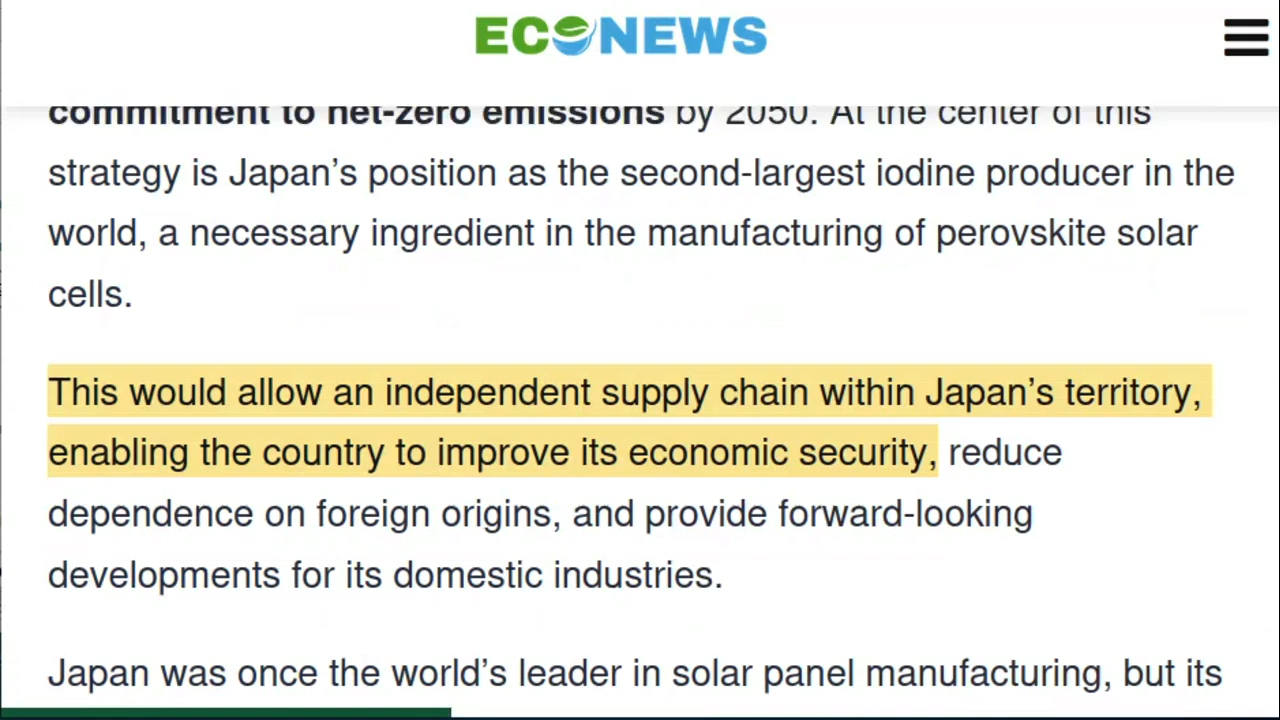 ECONEWS
commitment to net-zero emissions by 2050. At the center of this
strategy is Japan’s position as the second-largest iodine producer in the
world, a necessary ingredient in the manufacturing of perovskite solar
cells.
This would allow an independent supply chain within Japan’s territory,
enabling the country to improve its economic security, reduce
dependence on foreign origins, and provide forward-looking
developments for its domestic industries.
Japan was once the world’s leader in solar panel manufacturing, but its